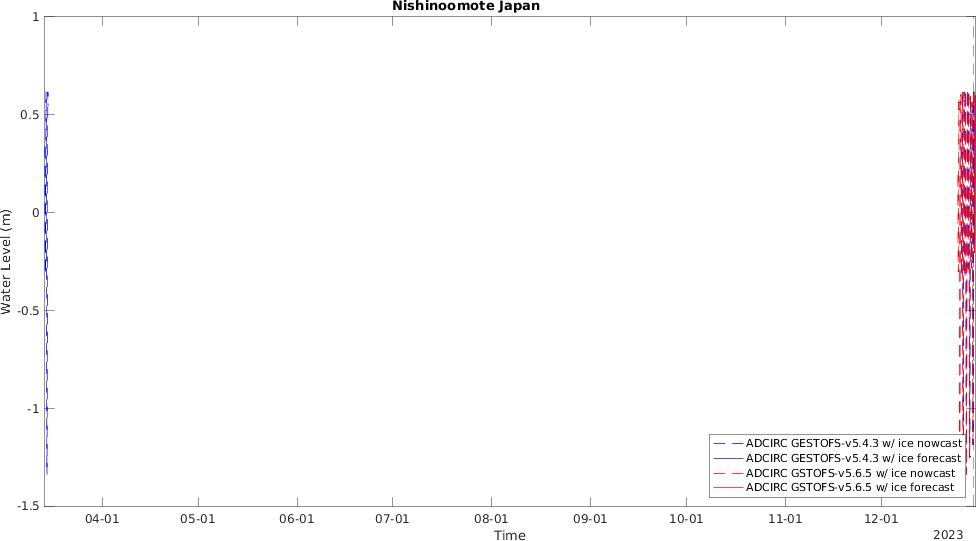 Nishinoomote Japan
Water Level (m)
1
0.5
0
-0.5
-1
-1.5
ADCIRC GESTOFS-v5.4.3 w/ ice nowcast
ADCIRC GESTOFS-v5.4.3 w/ ice forecast
ADCIRC GSTOFS-v5.6.5 w/ ice nowcast
ADCIRC GSTOFS-v5.6.5 w/ ice forecast
04-01 05-01 06-01 07-01 08-01 09-01 10-01 11-01 12-01
Time
2023